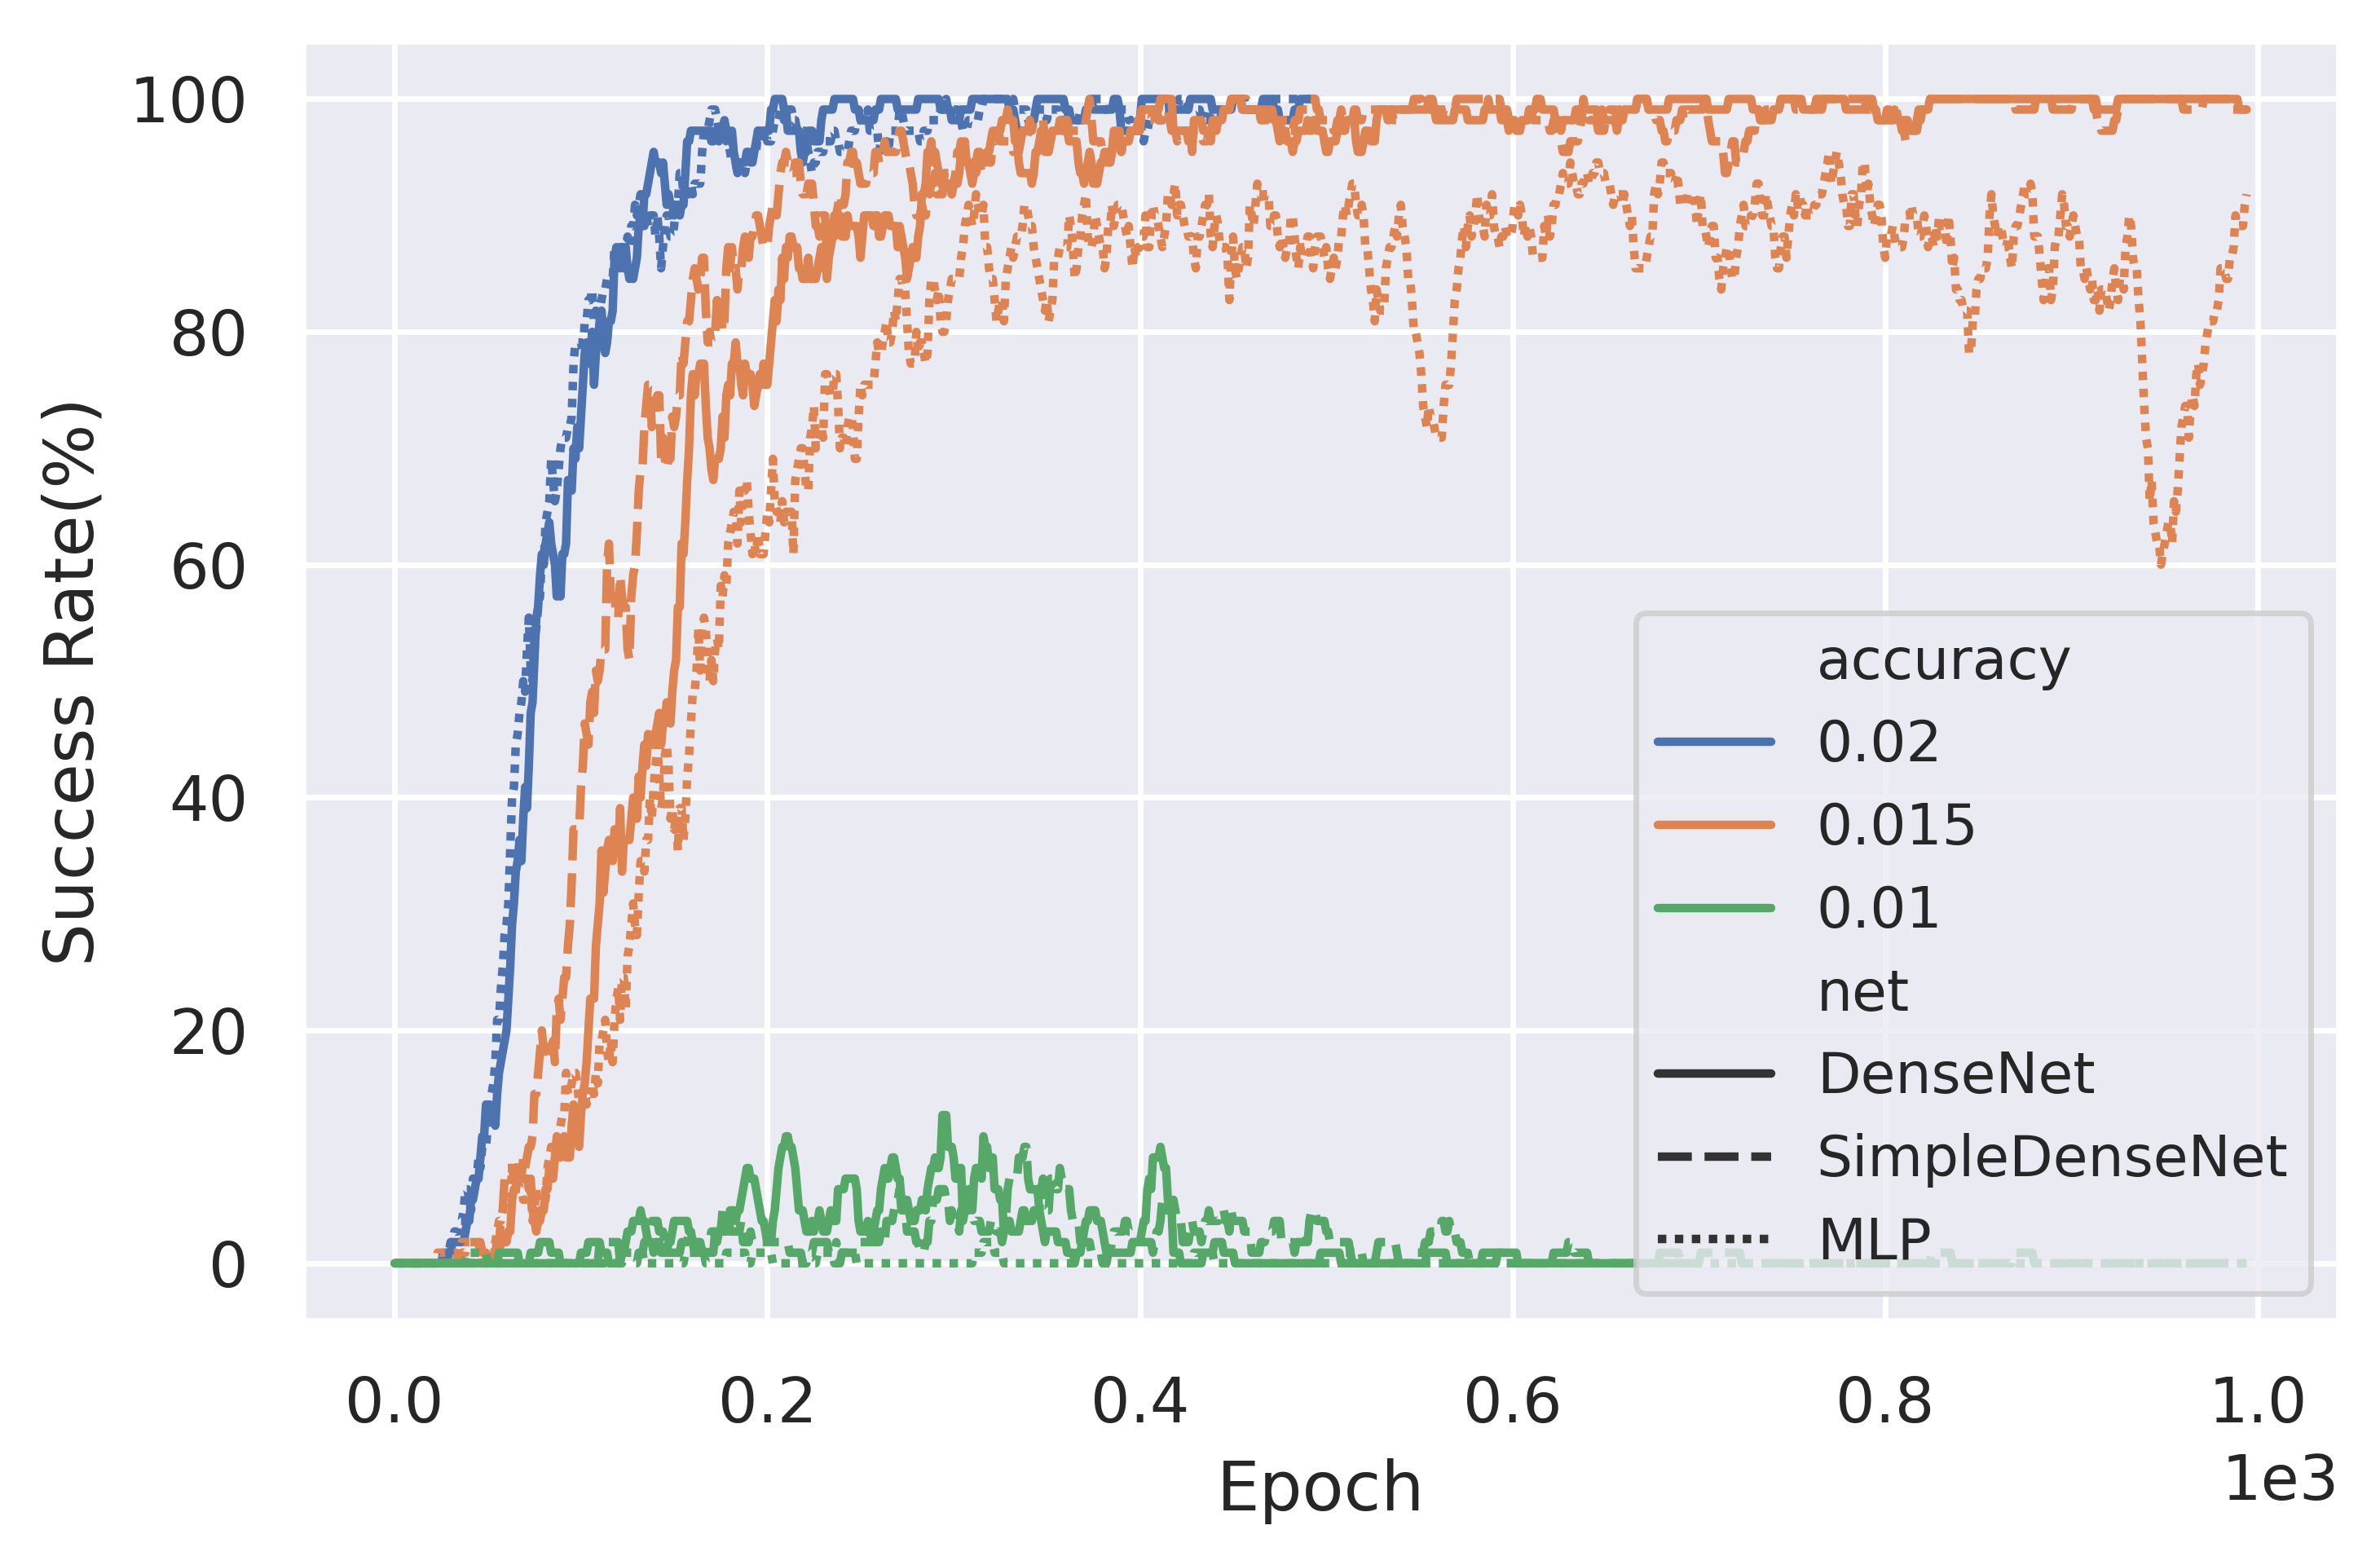 100
80
60
40
20
0
Success Rate(%)
accuracy
0.02
0.015
0.01
net
DenseNet
SimpleDenseNet
MLP
0.0 0.2 0.4 0.6 0.8 1.0
1e3
Epoch